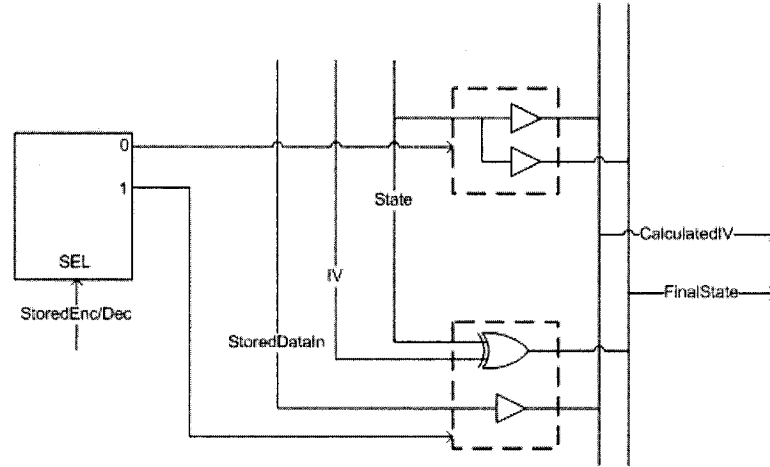 0
1
State
SEL
IV
CalculatedIV
StoredEnc/Dec
FinalState
StoredDataIn